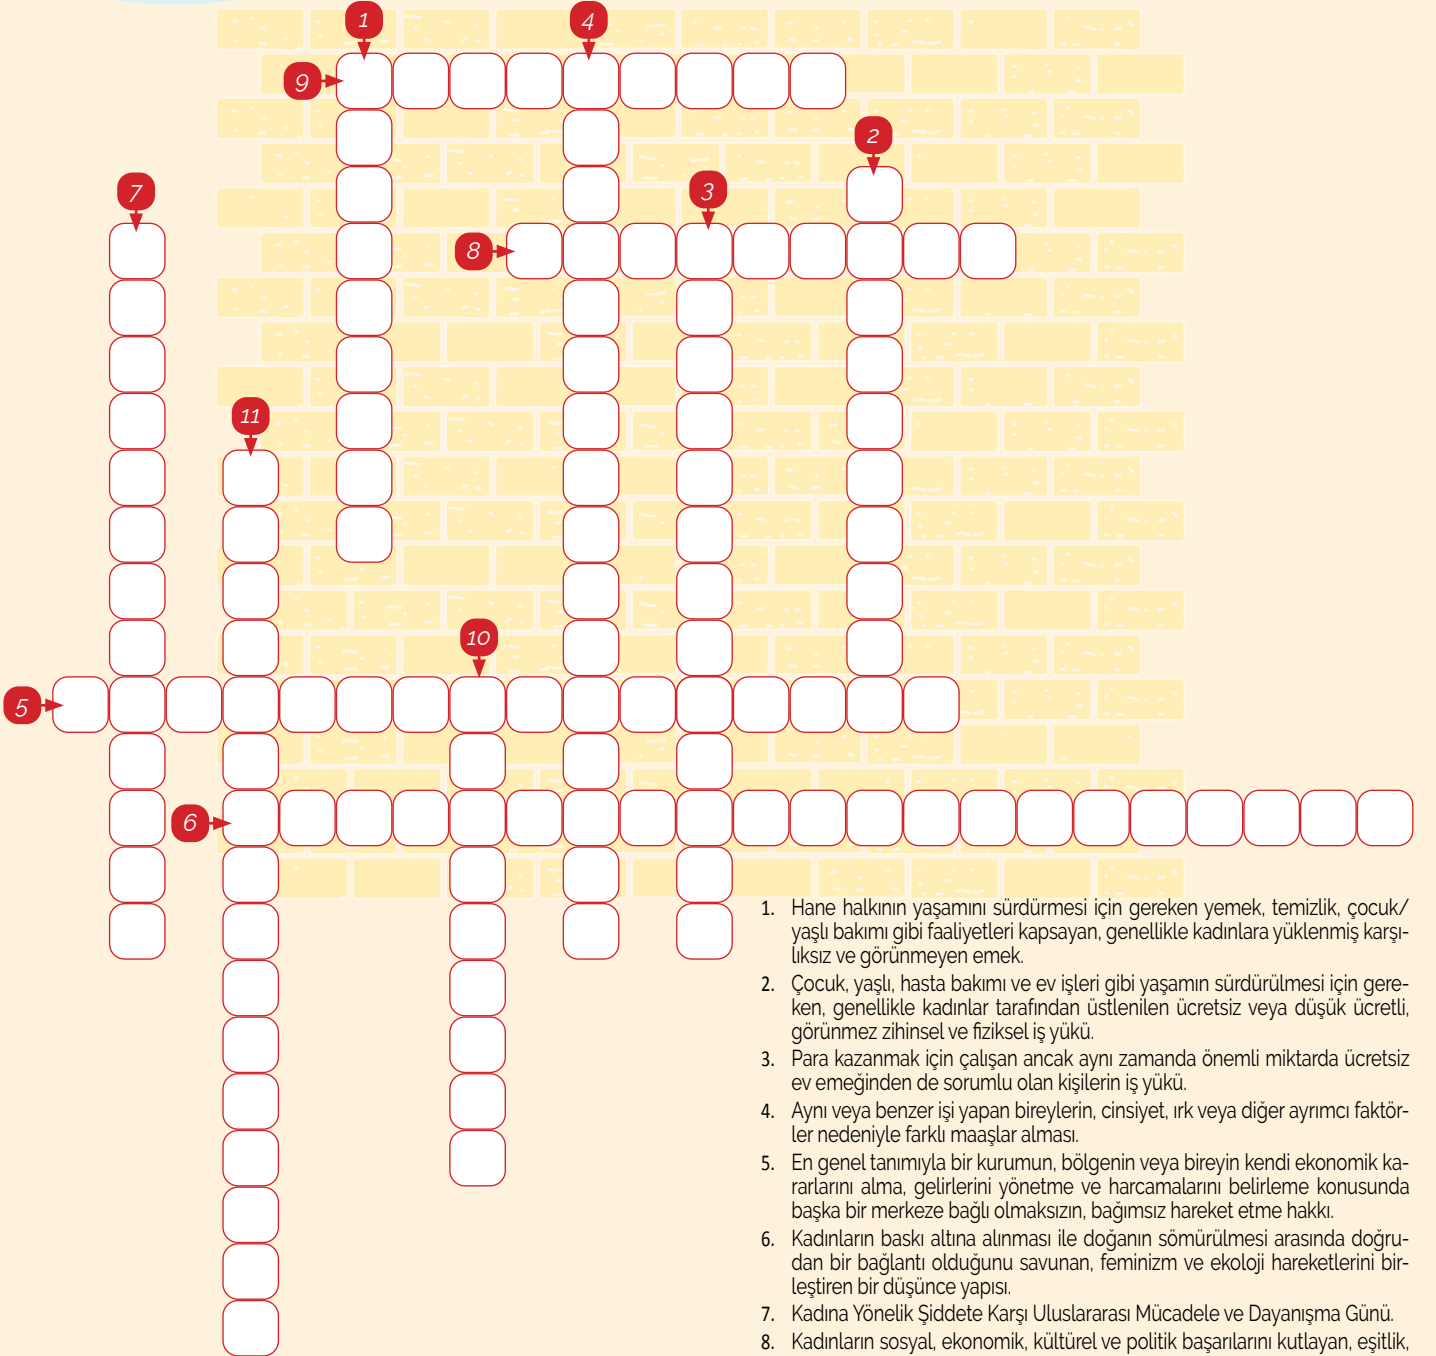 1
4
9
2
7
3
8
11
10
5
6
1. Hane halkının yaşamını sürdürmesi için gereken yemek, temizlik, çocuk/
yaşlı bakımı gibi faaliyetleri kapsayan, genellikle kadınlara yüklenmiş karşı-
lıksız ve görünmeyen emek.
2. Çocuk, yaşlı, hasta bakımı ve ev işleri gibi yaşamın sürdürülmesi için gere-
ken, genellikle kadınlar tarafından üstlenilen ücretsiz veya düşük ücretli,
görünmez zihinsel ve fiziksel iş yükü.
3. Para kazanmak için çalışan ancak aynı zamanda önemli miktarda ücretsiz
ev emeğinden de sorumlu olan kişilerin iş yükü.
4. Aynı veya benzer işi yapan bireylerin, cinsiyet, ırk veya diğer ayrımcı faktör-
ler nedeniyle farklı maaşlar alması.
5. En genel tanımıyla bir kurumun, bölgenin veya bireyin kendi ekonomik ka-
rarlarını alma, gelirlerini yönetme ve harcamalarını belirleme konusunda
başka bir merkeze bağlı olmaksızın, bağımsız hareket etme hakkı.
6. Kadınların baskı altına alınması ile doğanın sömürülmesi arasında doğru-
dan bir bağlantı olduğunu savunan, feminizm ve ekoloji hareketlerini bir-
leştiren bir düşünce yapısı.
7. Kadına Yönelik Şiddete Karşı Uluslararası Mücadele ve Dayanışma Günü.
8. Kadınların sosyal, ekonomik, kültürel ve politik başarılarını kutlayan, eşitlik,